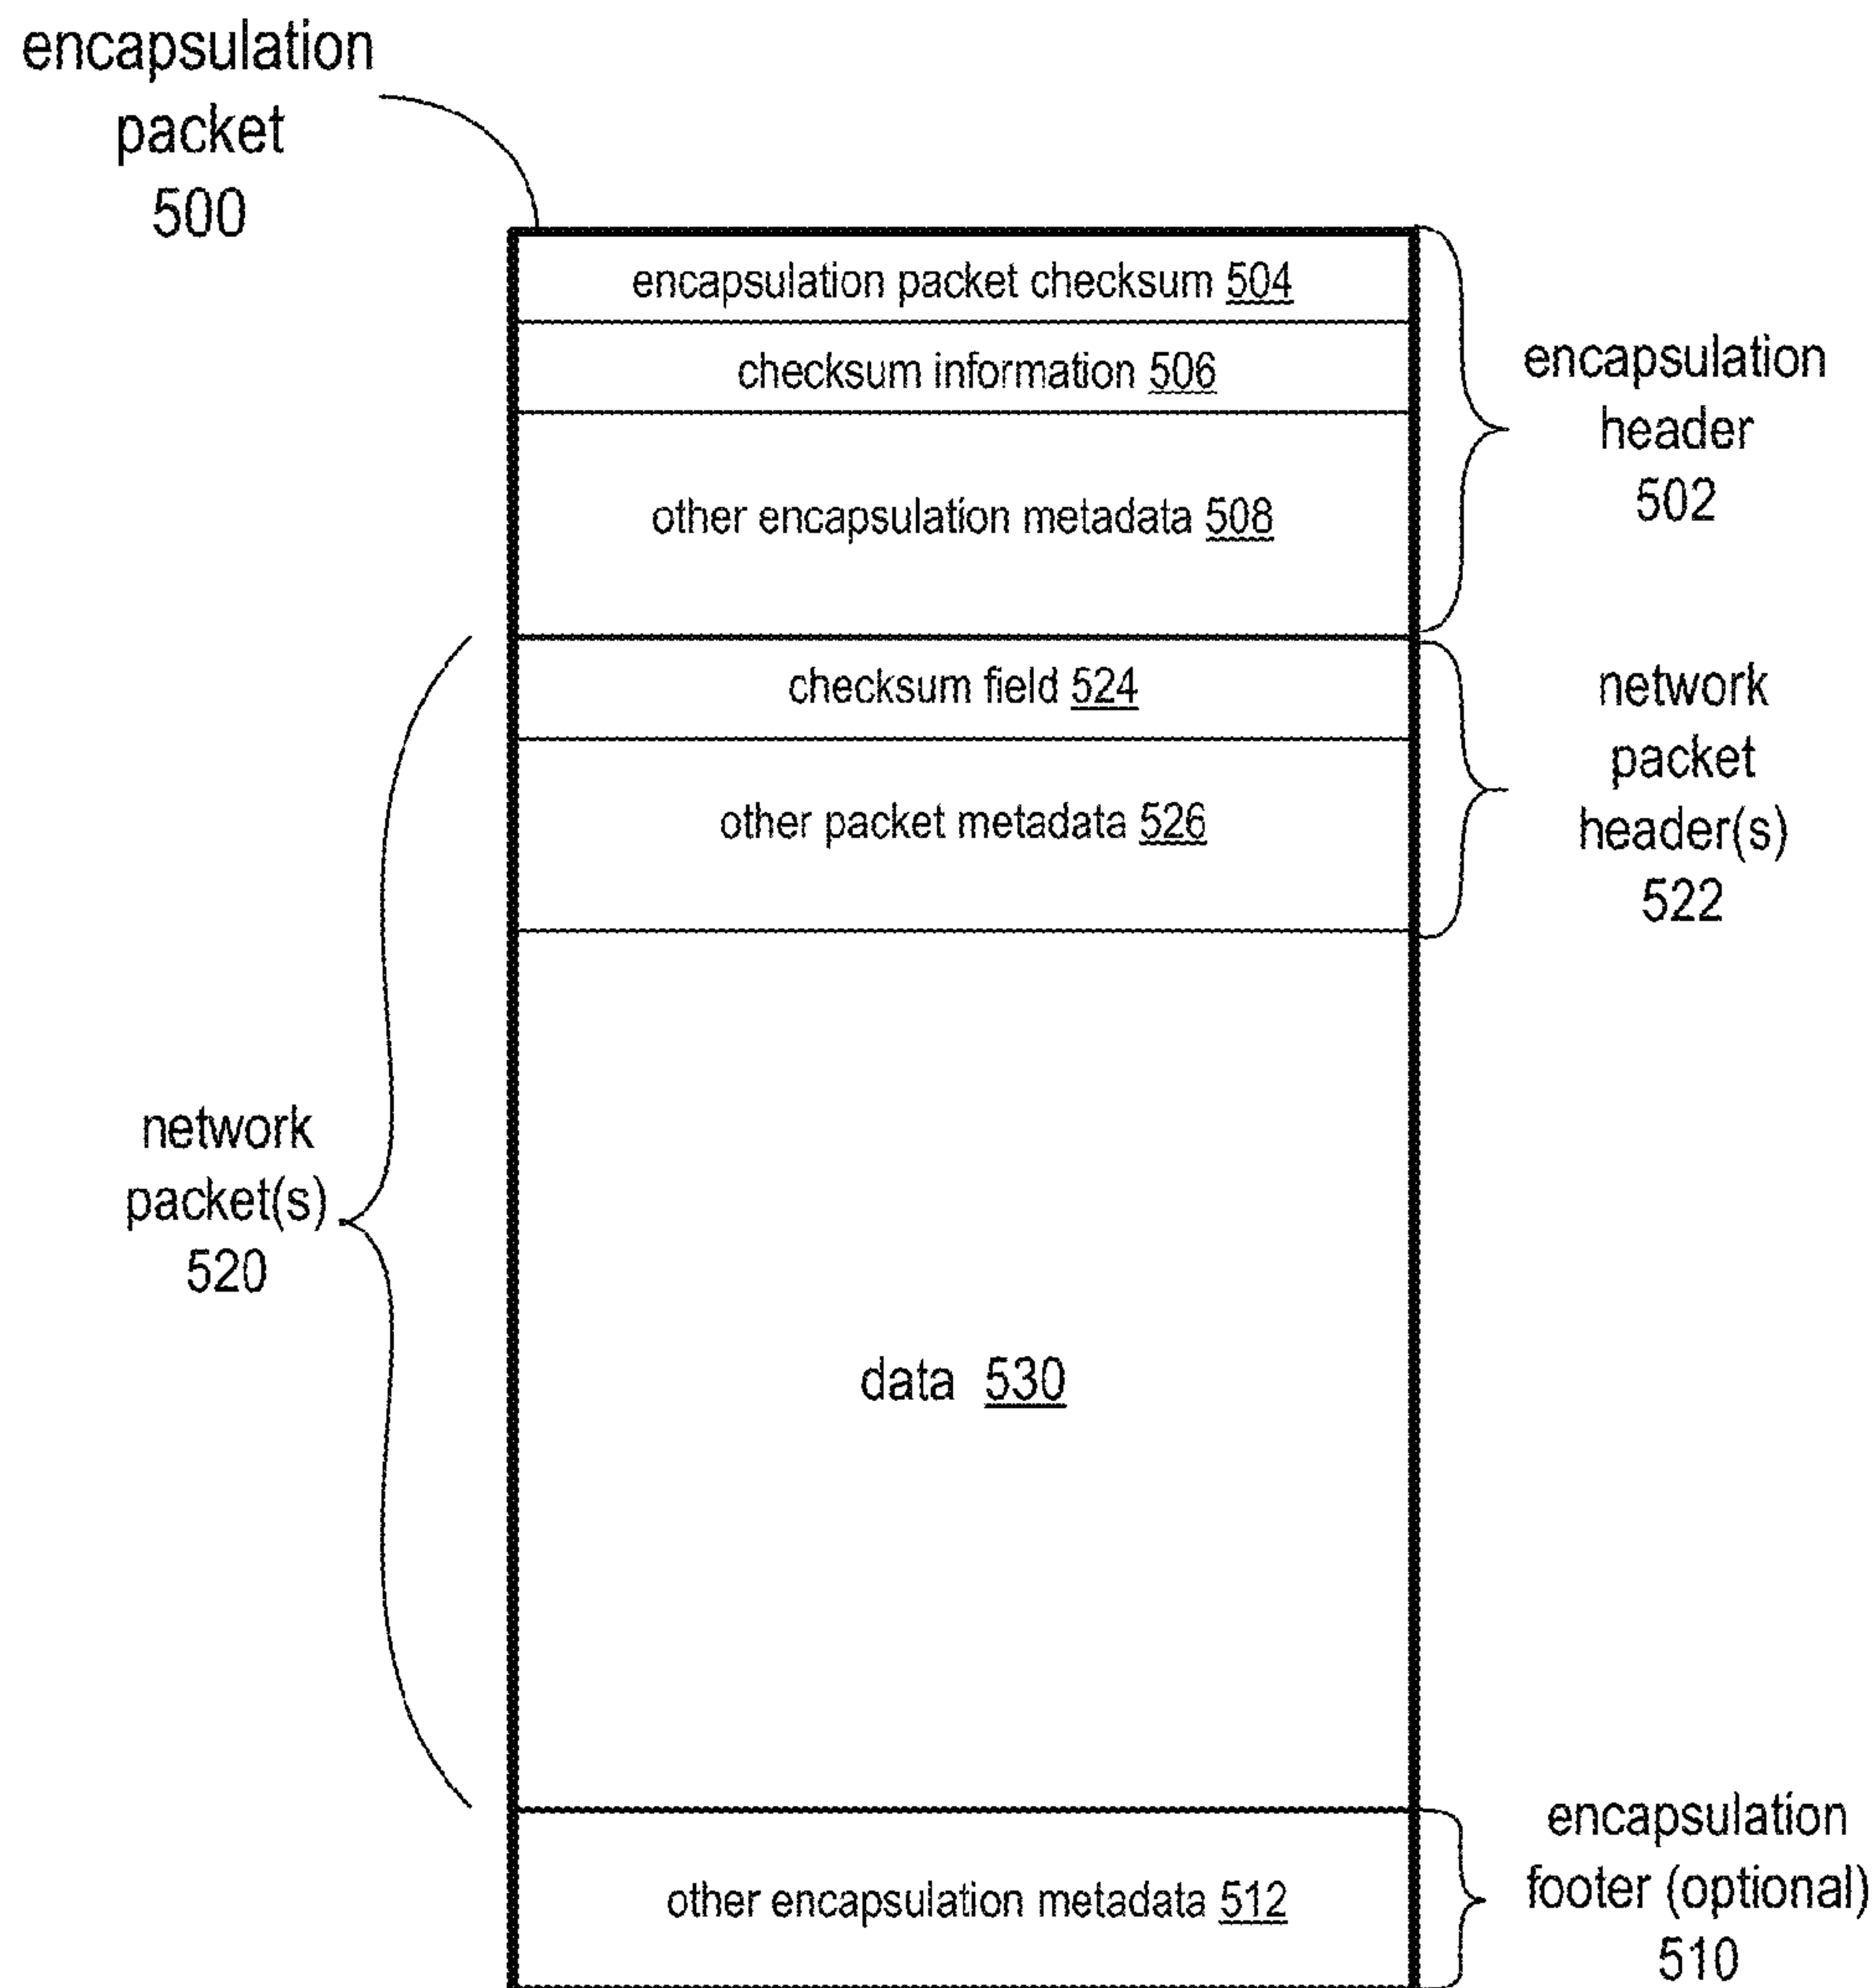 encapsulation
packet
500
encapsulation packet checksum 504
checksum information 506
other encapsulation metadata 508
encapsulation
header
502
checksum field 524
other packet metadata 526
network
packet
header(s)
522
network
packet(s)
520
data 530
other encapsulation metadata 512
encapsulation
footer (optional)
510